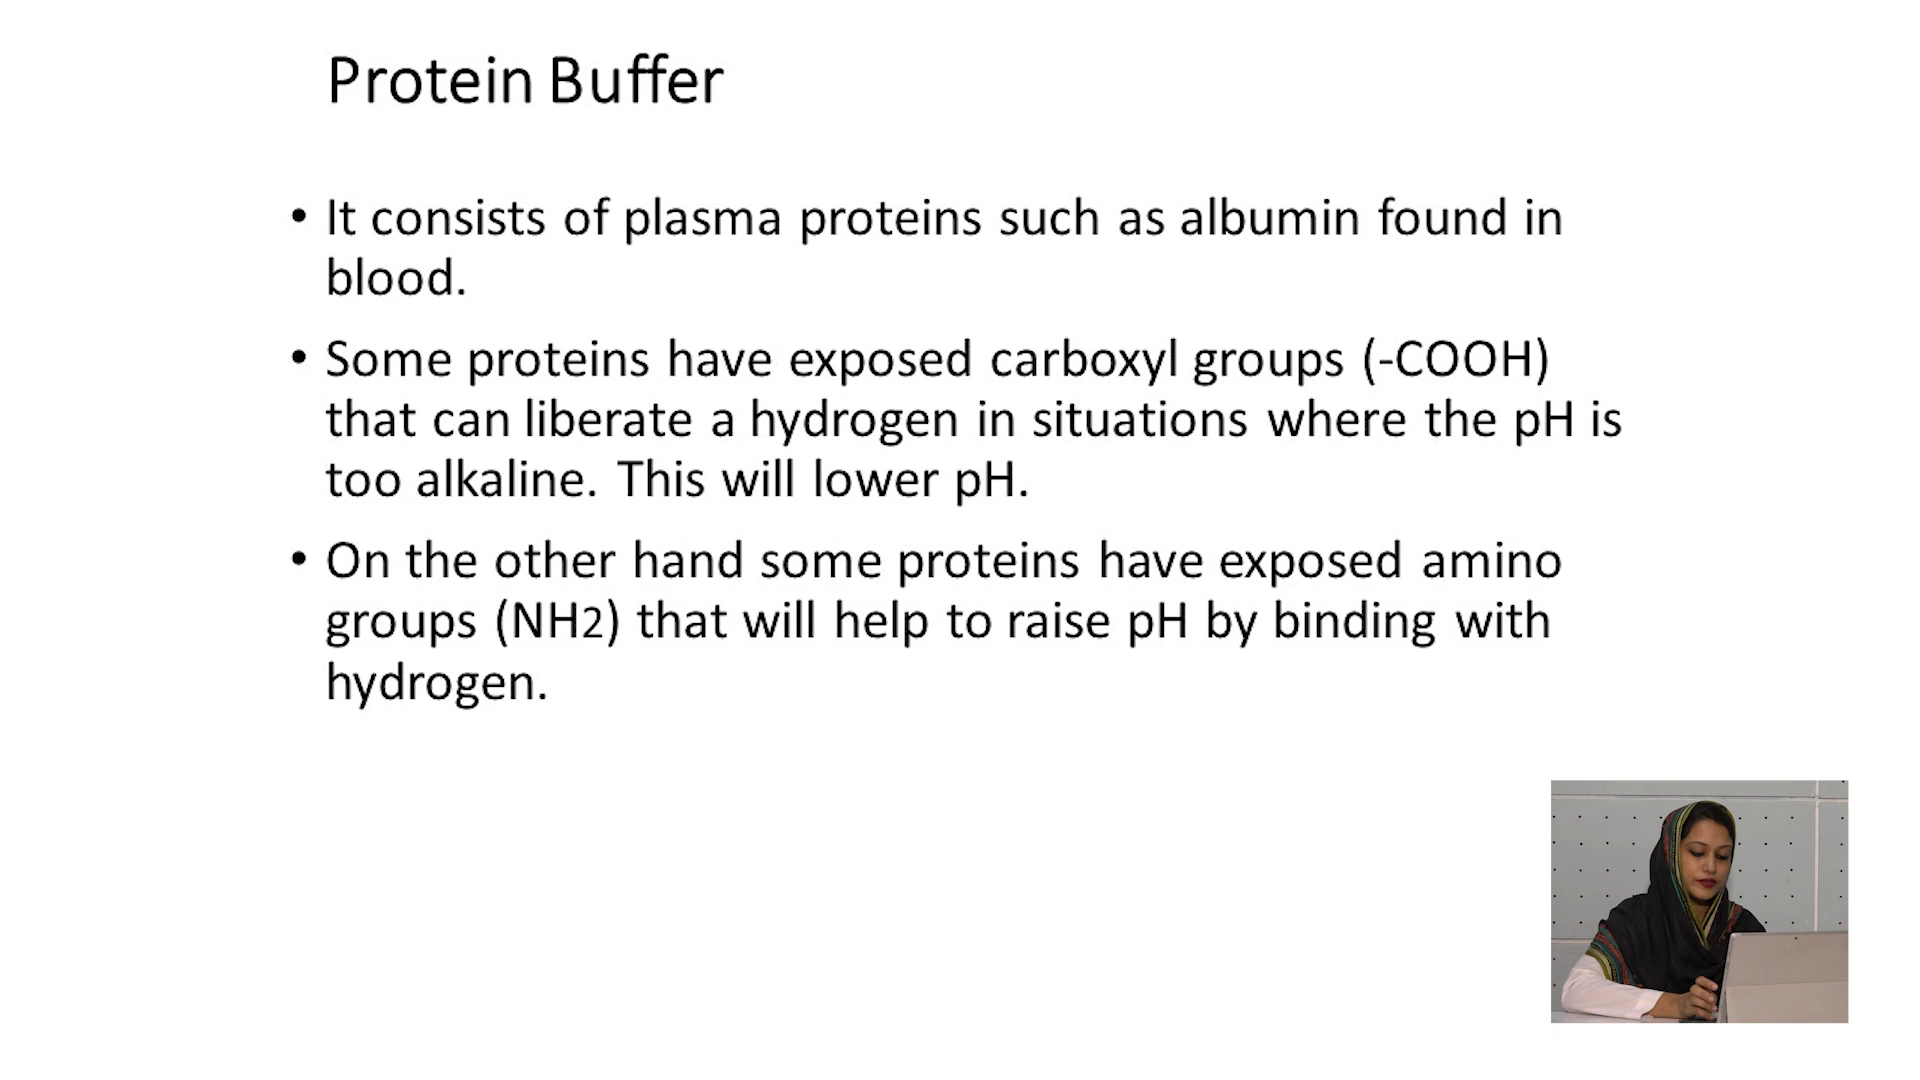 Protein Buffer
• It consists of plasma proteins such as albumin found in
blood.
• Some proteins have exposed carboxyl groups (-COOH)
that can liberate a hydrogen in situations where the pH is
too alkaline. This will lower pH.
• On the other hand some proteins have exposed amino
groups (NH2) that will help to raise pH by binding with
hydrogen.